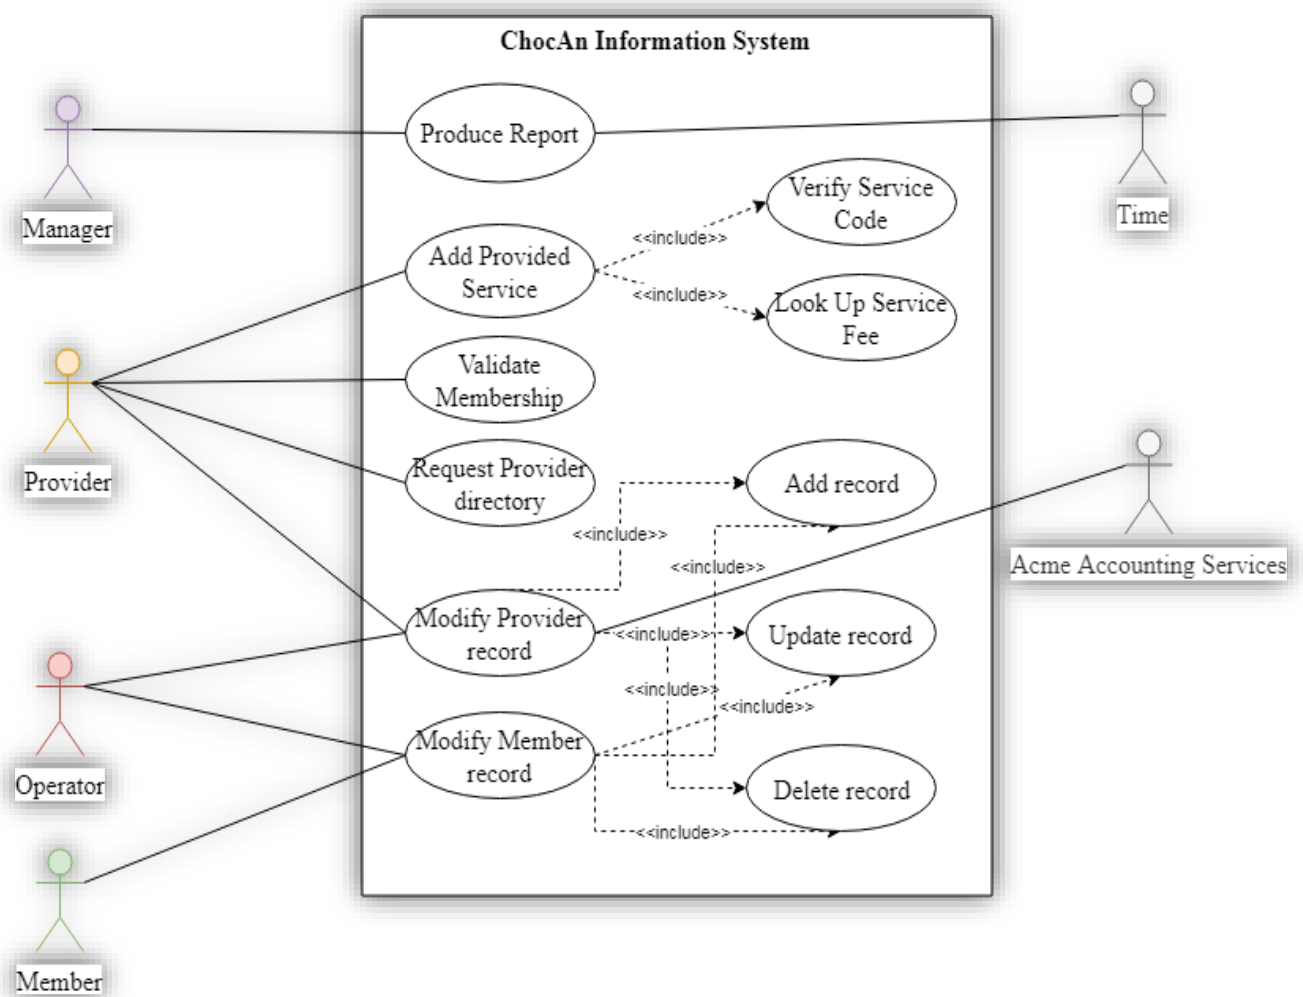 ChocAn Information System
Produce Report
Manager
Time
Verify Service
Code
<<include>>
Add Provided
Service
<<include>>
Look Up Service
Fee
Validate
Membership
Provider
Request Provider
directory
Add record
<<include>>
<<include>>
Acme Accounting Services
Modify Provider
record
<<include>>
Update record
<<include>>
<<include>>
Modify Member
record
Operator
Delete record
<<include>>
Member